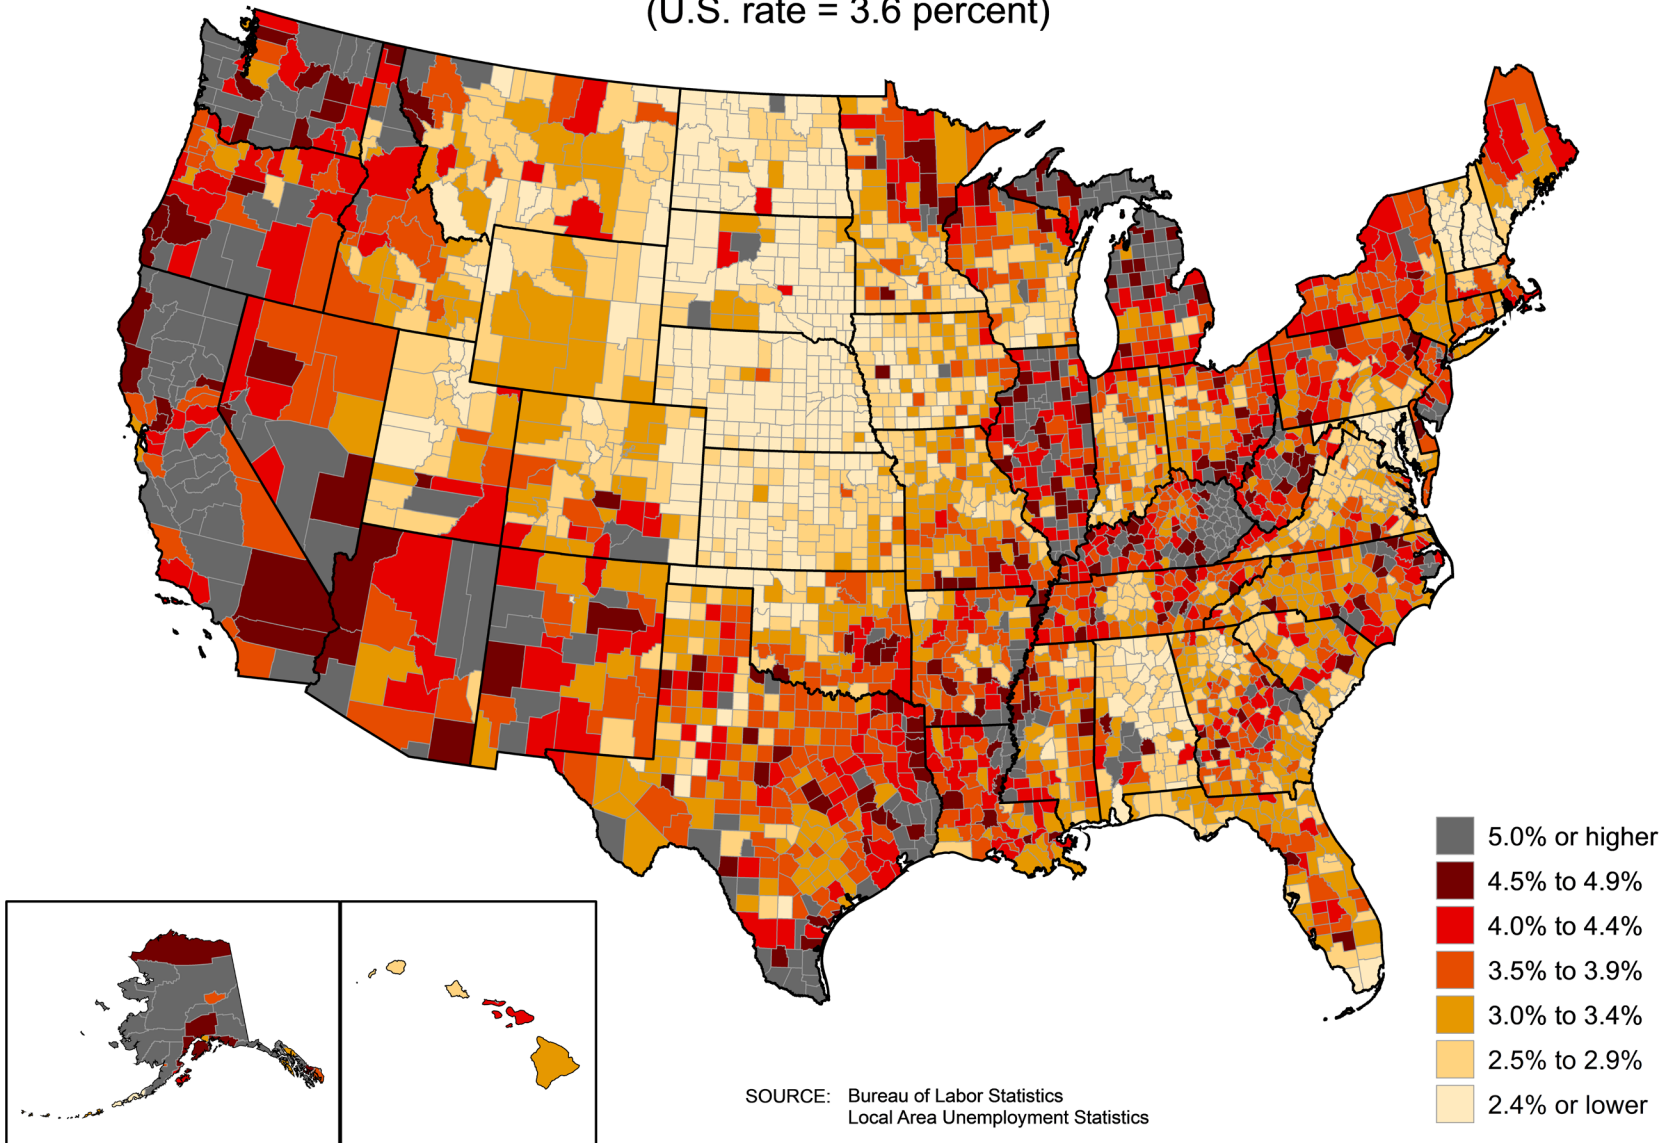 (U.S. rate = 3.6 percent)
5.0% or higher
4.5% to 4.9%
4.0% to 4.4%
3.5% to 3.9%
3.0% to 3.4%
2.5% to 2.9%
2.4% or lower
SOURCE: Bureau of Labor Statistics
Local Area Unemployment Statistics